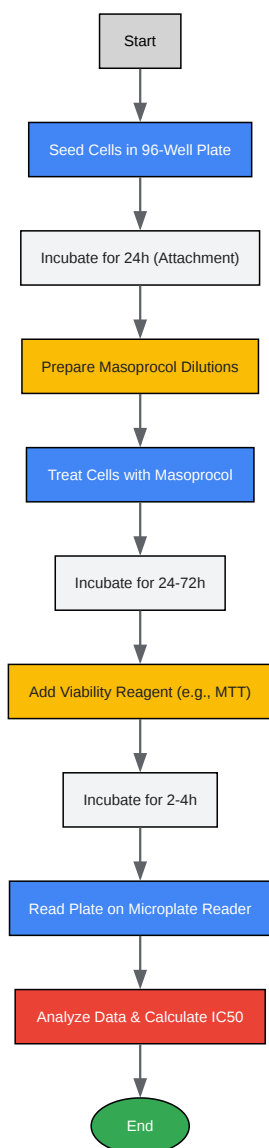 Start
Seed Cells in 96-Well Plate
Incubate for 24h (Attachment)
Prepare Masoprocol Dilutions
Treat Cells with Masoprocol
Incubate for 24-72h
Add Viability Reagent (e.g., MTT)
Incubate for 2-4h
Read Plate on Microplate Reader
Analyze Data & Calculate IC50
End